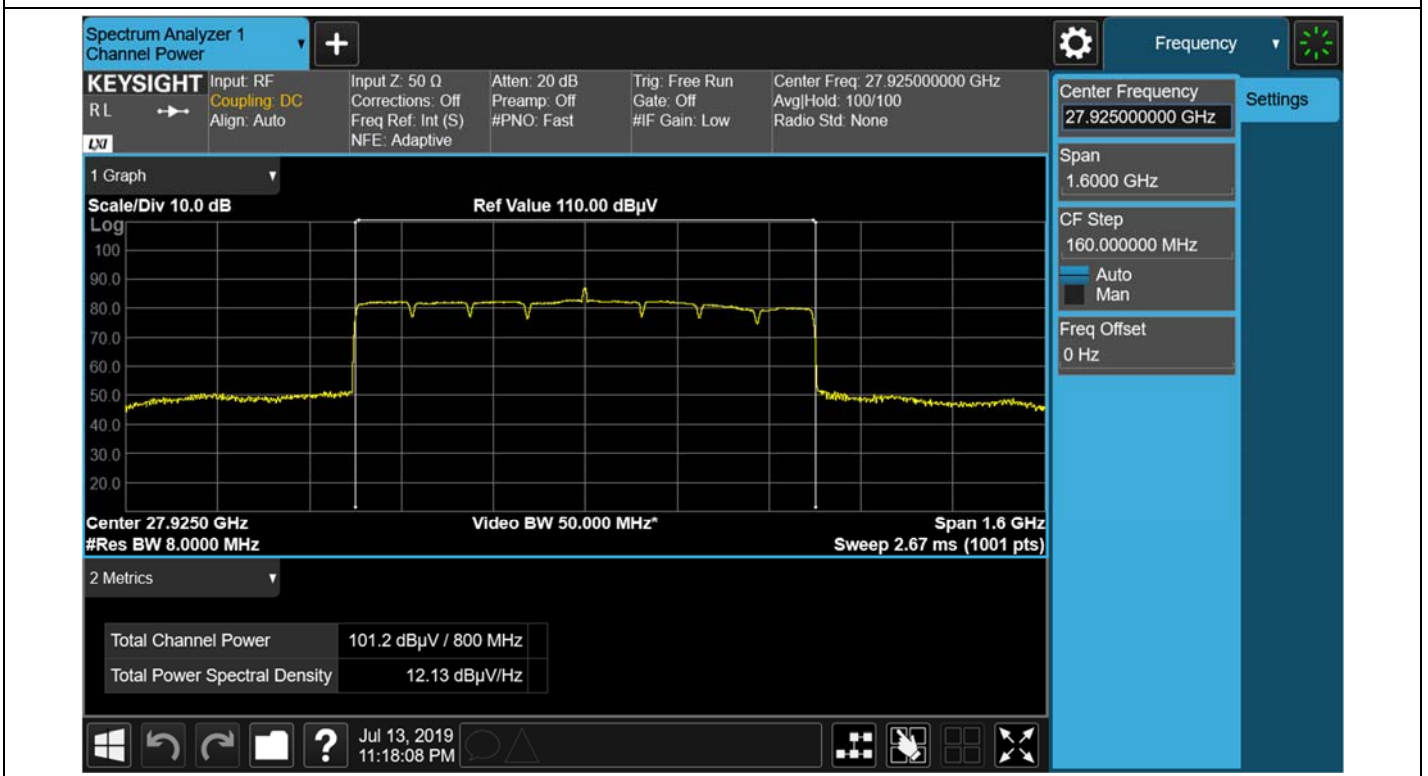 Spectrum Analyzer 1
Channel Power
Frequency
KEYSIGHT
R L
LXI
Input: RF
Coupling: DC
Align: Auto
Input Z: 50 Ω
Corrections: Off
Freq Ref: Int (S)
NFE: Adaptive
Atten: 20 dB
Preamp: Off
#PNO: Fast
Trig: Free Run
Gate: Off
#IF Gain: Low
Center Freq: 27.925000000 GHz
Avg|Hold: 100/100
Radio Std: None
Center Frequency
27.925000000 GHz
Settings
Span
1.6000 GHz
CF Step
160.000000 MHz
Auto
Man
Freq Offset
0 Hz
1 Graph
Scale/Div 10.0 dB
Ref Value 110.00 dBµV
Log
100
90.0
80.0
70.0
60.0
50.0
40.0
30.0
20.0
Center 27.9250 GHz
Video BW 50.000 MHz*
Span 1.6 GHz
#Res BW 8.0000 MHz
Sweep 2.67 ms (1001 pts)
2 Metrics
Total Channel Power 101.2 dBµV / 800 MHz
Total Power Spectral Density 12.13 dBµV/Hz
?
Jul 13, 2019
11:18:08 PM